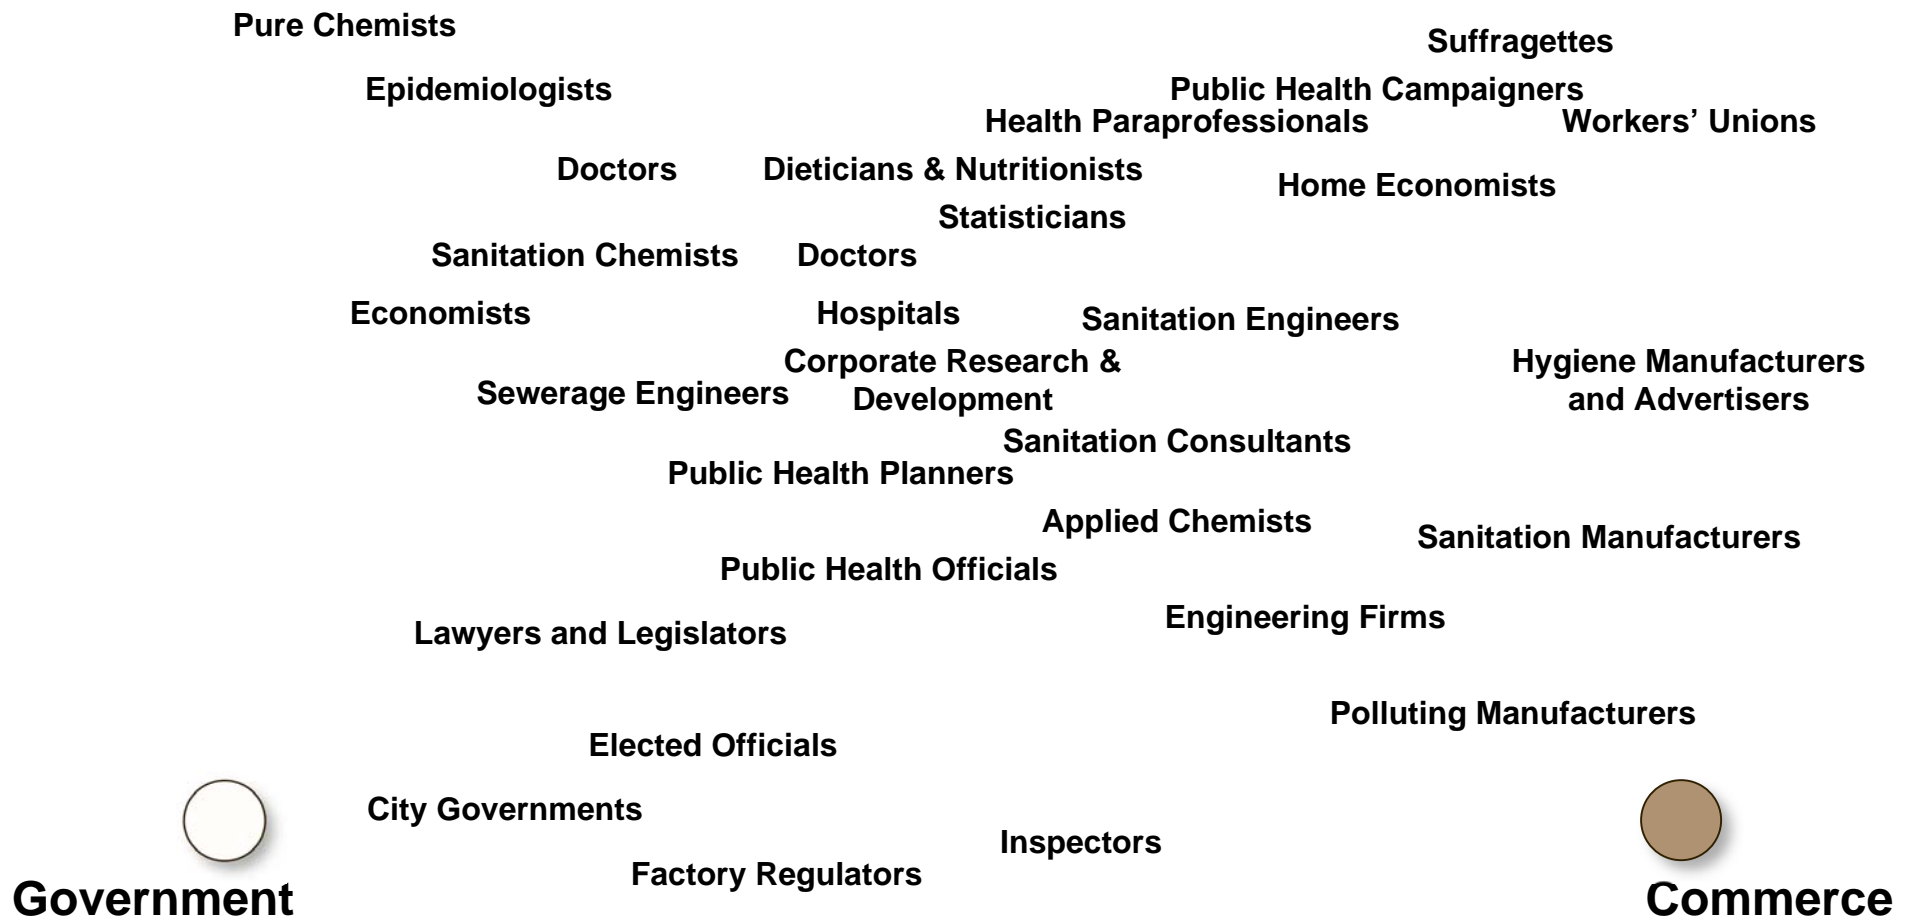 Pure Chemists
Suffragettes
Epidemiologists
Public Health Campaigners
Health Paraprofessionals
Workers’ Unions
Doctors
Dieticians & Nutritionists
Home Economists
Statisticians
Sanitation Chemists
Doctors
Economists
Hospitals
Sanitation Engineers
Corporate Research &
Development
Hygiene Manufacturers
and Advertisers
Sewerage Engineers
Sanitation Consultants
Public Health Planners
Applied Chemists
Sanitation Manufacturers
Public Health Officials
Engineering Firms
Lawyers and Legislators
Polluting Manufacturers
Elected Officials
City Governments
Inspectors
Factory Regulators
Government
Commerce